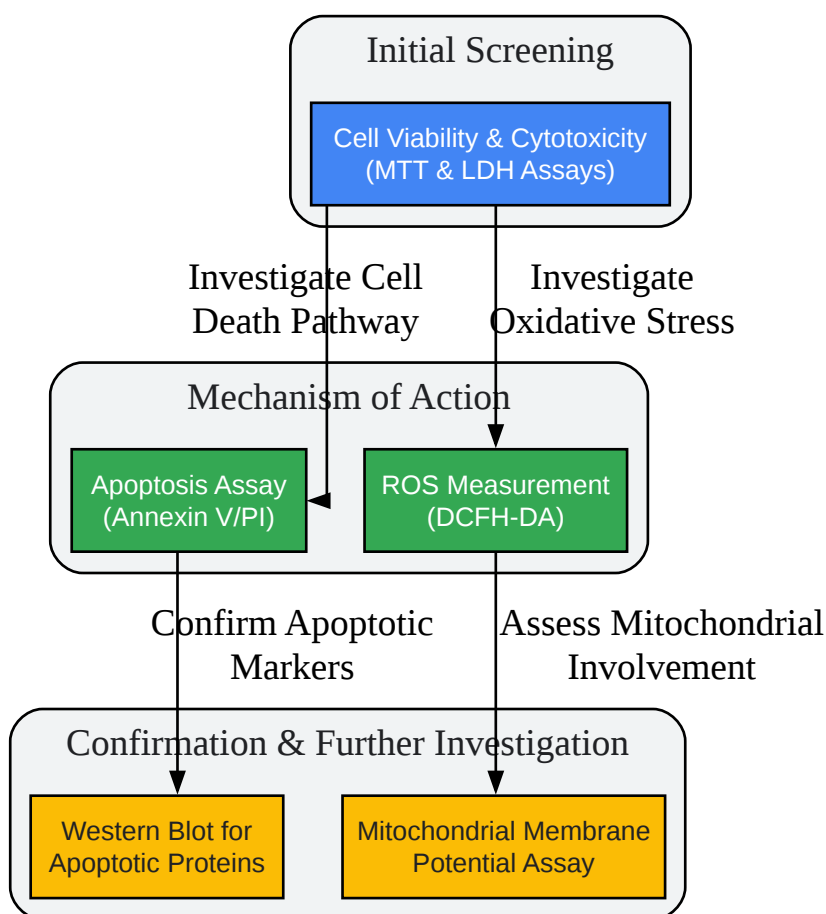 Initial Screening
Cell Viability & Cytotoxicity
(MTT & LDH Assays)
Investigate Cell
Death Pathway
Investigate
Oxidative Stress
Mechanism of Action
Apoptosis Assay
(Annexin V/PI)
ROS Measurement
(DCFH-DA)
Confirm Apoptotic
Markers
Assess Mitochondrial
Involvement
Confirmation & Further Investigation
Western Blot for
Apoptotic Proteins
Mitochondrial Membrane
Potential Assay